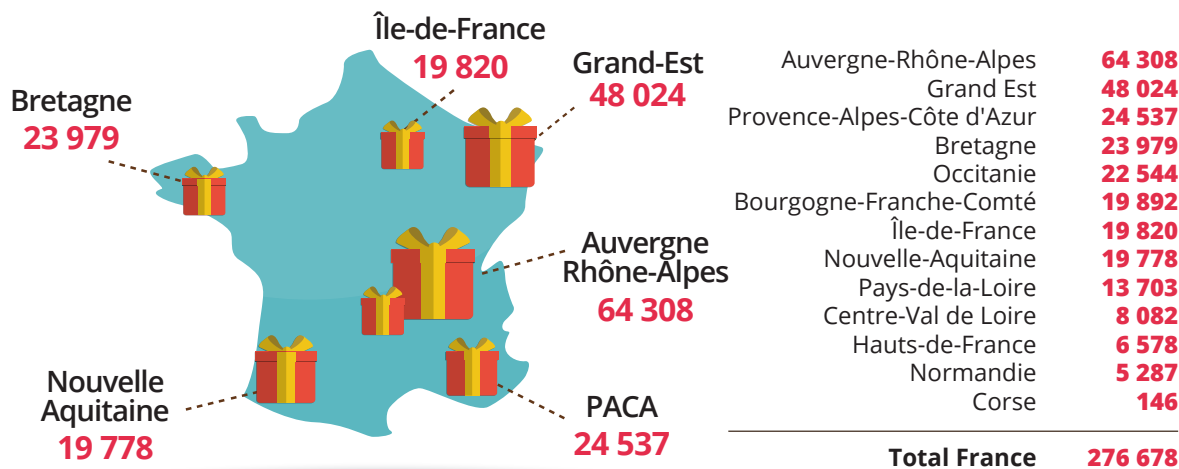 Île-de-France
19 820
Grand-Est
48 024
Bretagne
23 979
Auvergne
Rhône-Alpes
64 308
Nouvelle
Aquitaine
19 778
PACA
24 537
Auvergne-Rhône-Alpes 64 308
Grand Est 48 024
Provence-Alpes-Côte d'Azur 24 537
Bretagne 23 979
Occitanie 22 544
Bourgogne-Franche-Comté 19 892
Île-de-France 19 820
Nouvelle-Aquitaine 19 778
Pays-de-la-Loire 13 703
Centre-Val de Loire 8 082
Hauts-de-France 6 578
Normandie 5 287
Corse 146
Total France 276 678